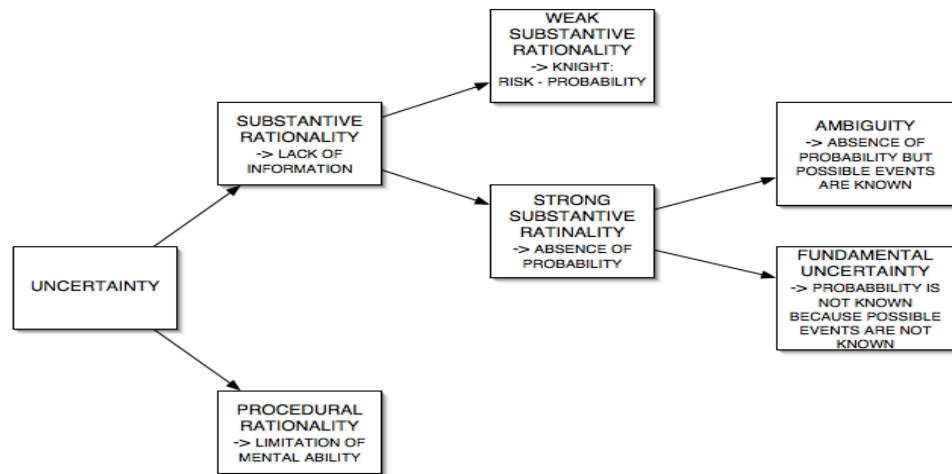 WEAK
SUBSTANTIVE
RATIONALITY
-> KNIGHT:
RISK - PROBABILITY
SUBSTANTIVE
RATIONALITY
-> LACK OF
INFORMATION
AMBIGUITY
-> ABSENCE OF
PROBABILITY BUT
POSSIBLE EVENTS
ARE KNOWN
STRONG
SUBSTANTIVE
RATINALITY
-> ABSENCE OF
PROBABILITY
UNCERTAINTY
FUNDAMENTAL
UNCERTAINTY
-> PROBABBILITY IS
NOT KNOWN
BECAUSE POSSIBLE
EVENTS ARE NOT
KNOWN
PROCEDURAL
RATIONALITY
-> LIMITATION OF
MENTAL ABILITY